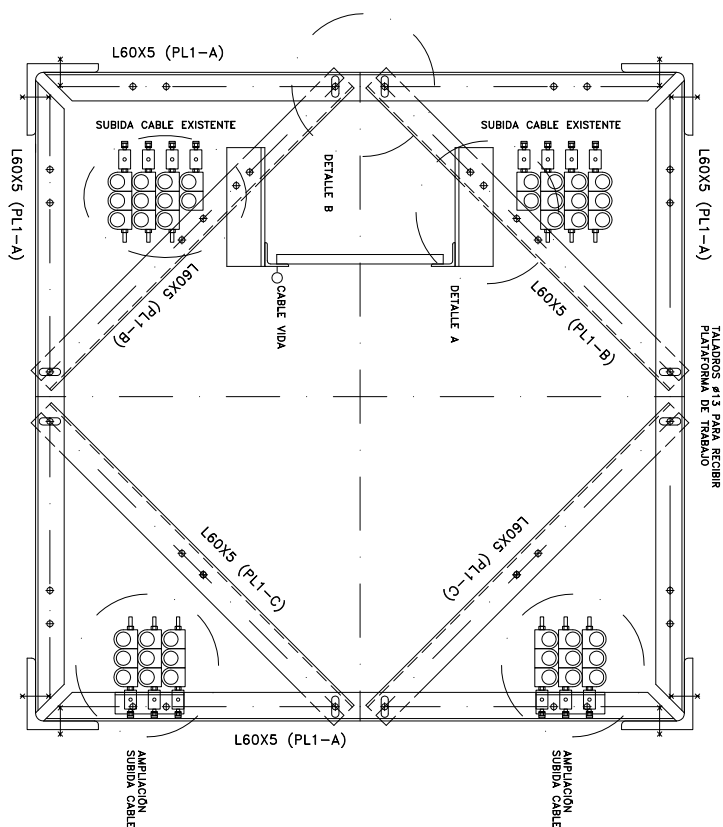 L60X5 (PL1-A)
SUBIDA CABLE EXISTENTE
SUBIDA CABLE EXISTENTE
L60X5 (PL1-A)
L60X5 (PL1-A)
DETALLE B
L60X5 (PL1-B)
CABLE VIDA
DETALLE A
L60X5 (PL1-B)
TALADROS ø13 PARA RECIBIR
PLATAFORMA DE TRABAJO
L60X5 (PL1-C)
L60X5 (PL1-C)
L60X5 (PL1-A)
AMPLIACIÓN
SUBIDA CABLE
AMPLIACIÓN
SUBIDA CABLE